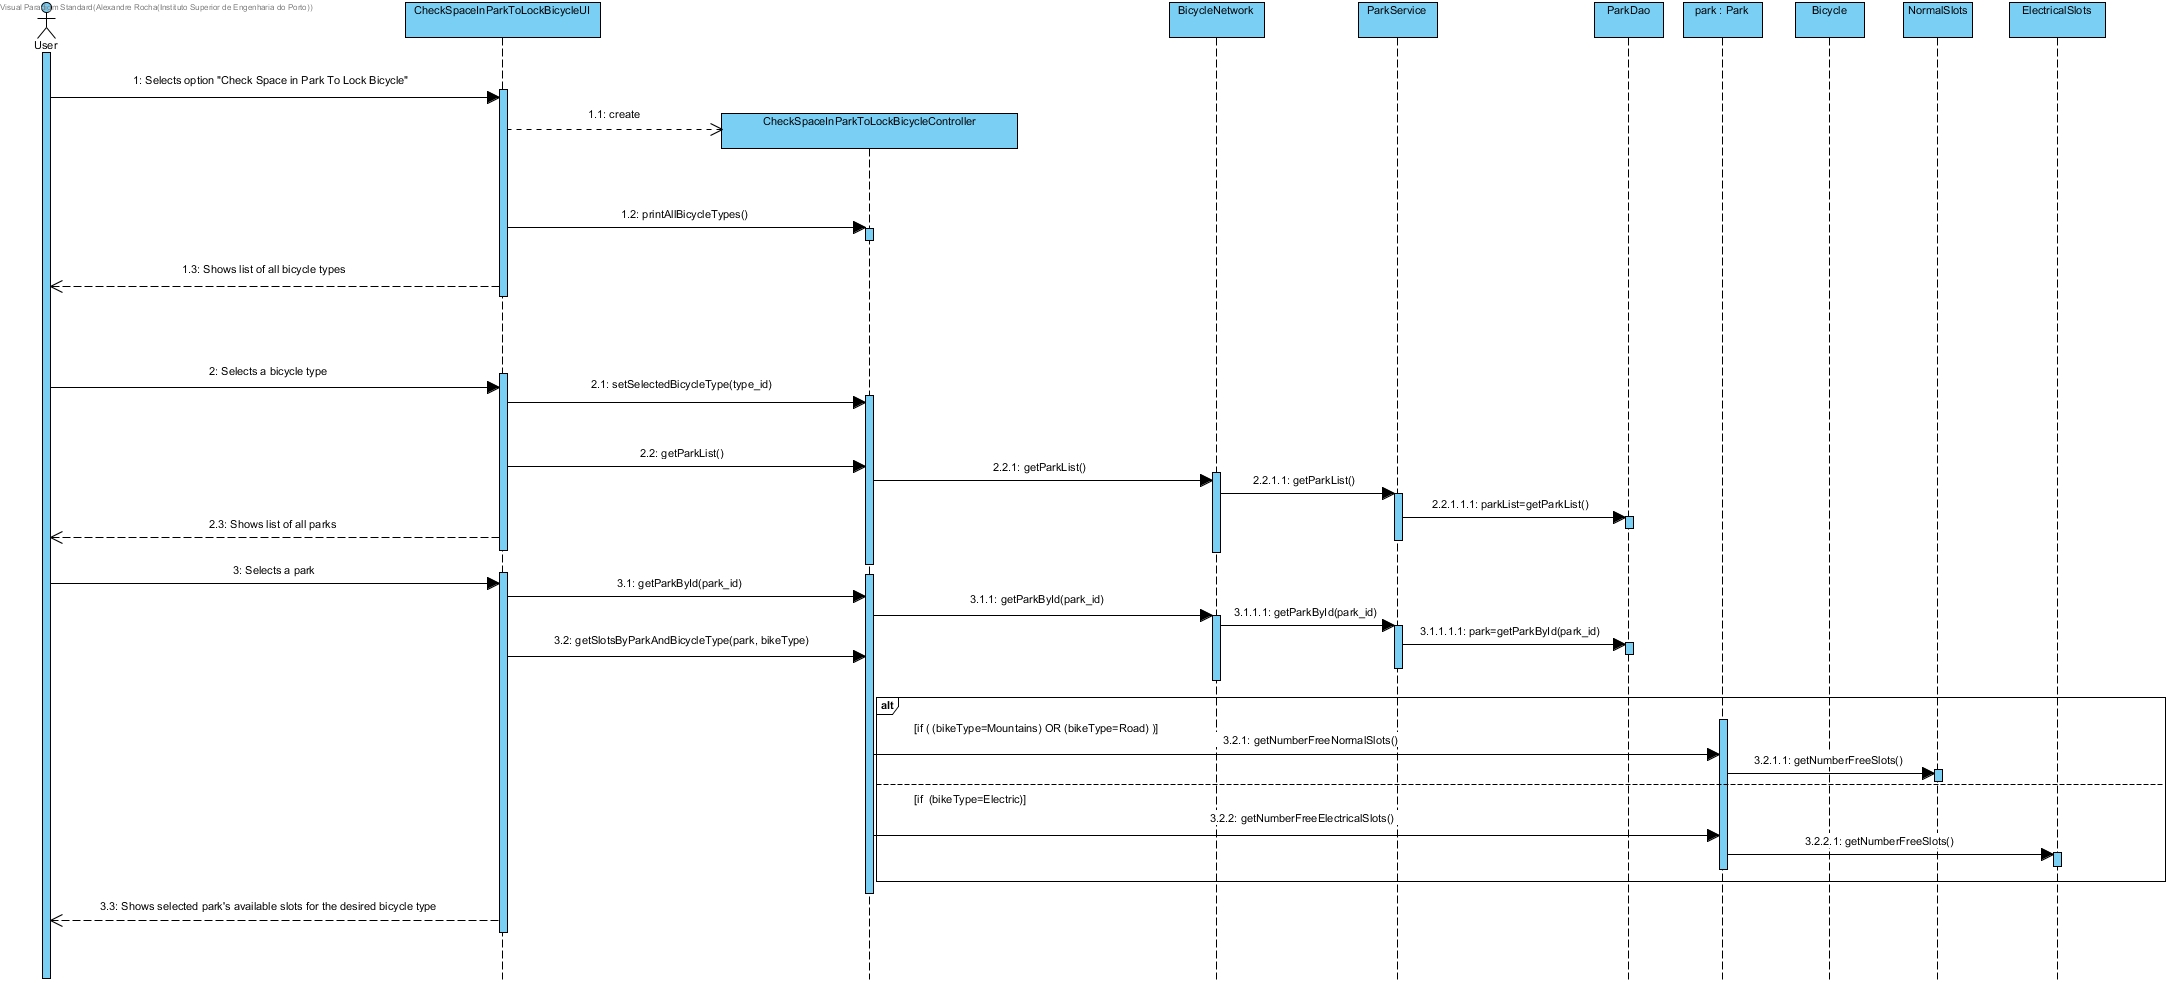 Visual Paradigm Standard(Alexandre Rocha(Instituto Superior de Engenharia do Porto))
User
CheckSpaceInParkToLockBicycleUI
BicycleNetwork
ParkService
ParkDao
park : Park
Bicycle
NormalSlots
ElectricalSlots
1: Selects option "Check Space in Park To Lock Bicycle"
1.1: create
CheckSpaceInParkToLockBicycleController
1.2: printAllBicycleTypes()
1.3: Shows list of all bicycle types
2: Selects a bicycle type
2.1: setSelectedBicycleType(type_id)
2.2: getParkList()
2.2.1: getParkList()
2.2.1.1: getParkList()
2.2.1.1.1: parkList=getParkList()
2.3: Shows list of all parks
3: Selects a park
3.1: getParkById(park_id)
3.1.1: getParkById(park_id)
3.1.1.1: getParkById(park_id)
3.1.1.1.1: park=getParkById(park_id)
3.2: getSlotsByParkAndBicycleType(park, bikeType)
alt
[if ( (bikeType=Mountains) OR (bikeType=Road) )]
3.2.1: getNumberFreeNormalSlots()
3.2.1.1: getNumberFreeSlots()
[if (bikeType=Electric)]
3.2.2: getNumberFreeElectricalSlots()
3.2.2.1: getNumberFreeSlots()
3.3: Shows selected park's available slots for the desired bicycle type